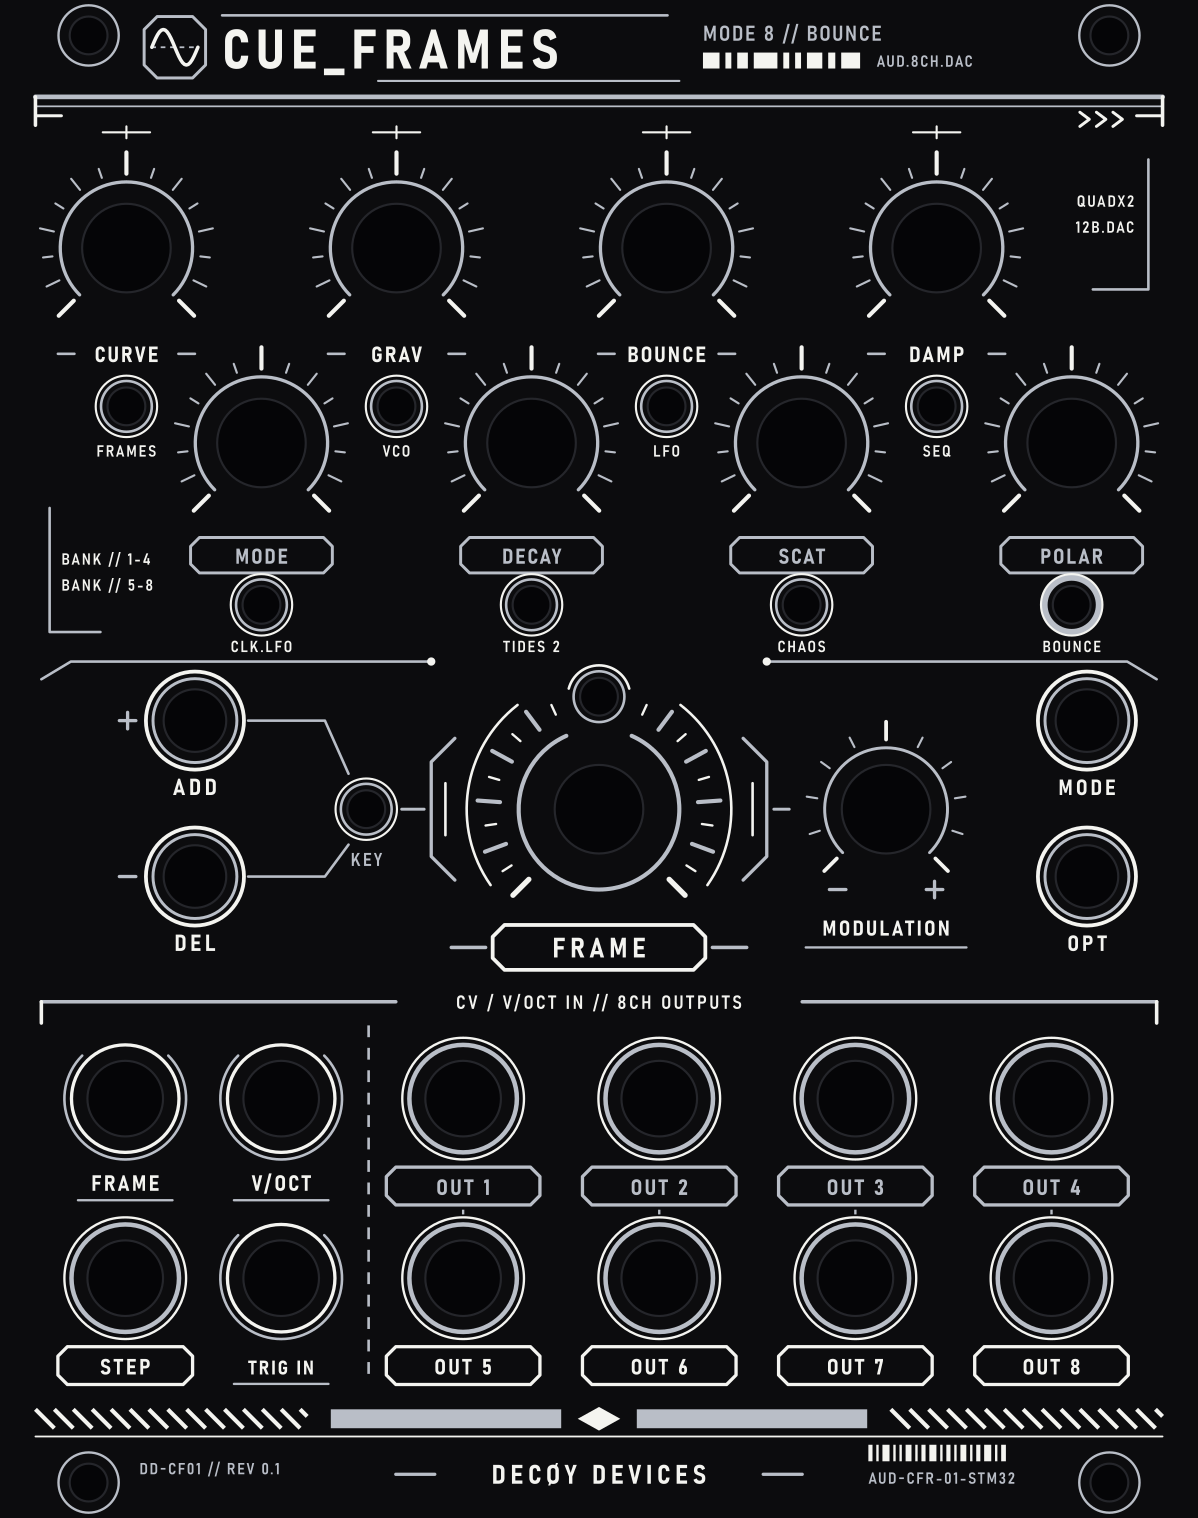 CUE_FRAMES
MODE 8 // BOUNCE
AUD.8CH.DAC
QUADX2
12B.DAC
CURVE
GRAV
BOUNCE
DAMP
FRAMES
VCO
LFO
SEQ
BANK // 1-4
BANK // 5-8
MODE
DECAY
SCAT
POLAR
CLK.LFO
TIDES 2
CHAOS
BOUNCE
+
ADD
MODE
KEY
−
DEL
− +
MODULATION
OPT
FRAME
CV / V/OCT IN // 8CH OUTPUTS
FRAME
V/OCT
OUT 1
OUT 2
OUT 3
OUT 4
STEP
TRIG IN
OUT 5
OUT 6
OUT 7
OUT 8
DD-CF01 // REV 0.1
DECØY DEVICES
AUD-CFR-01-STM32